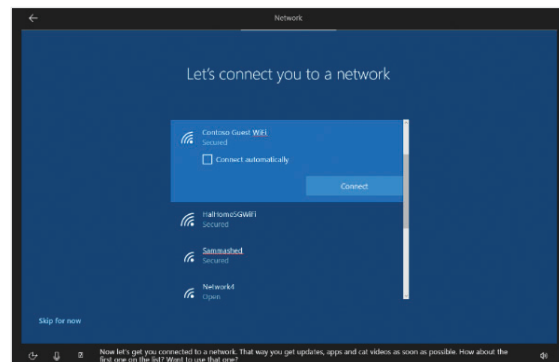 Network
Let's connect you to a network
Contoso Guest WiFi
Secured
Connect automatically
Connect
HalHome5GWiFi
Secured
Sammashed
Secured
Network4
Open
Skip for now
Now let's get you connected to a network. That way you get updates, apps and cat videos as soon as possible. How about the
first one on the list? Want to use that one?